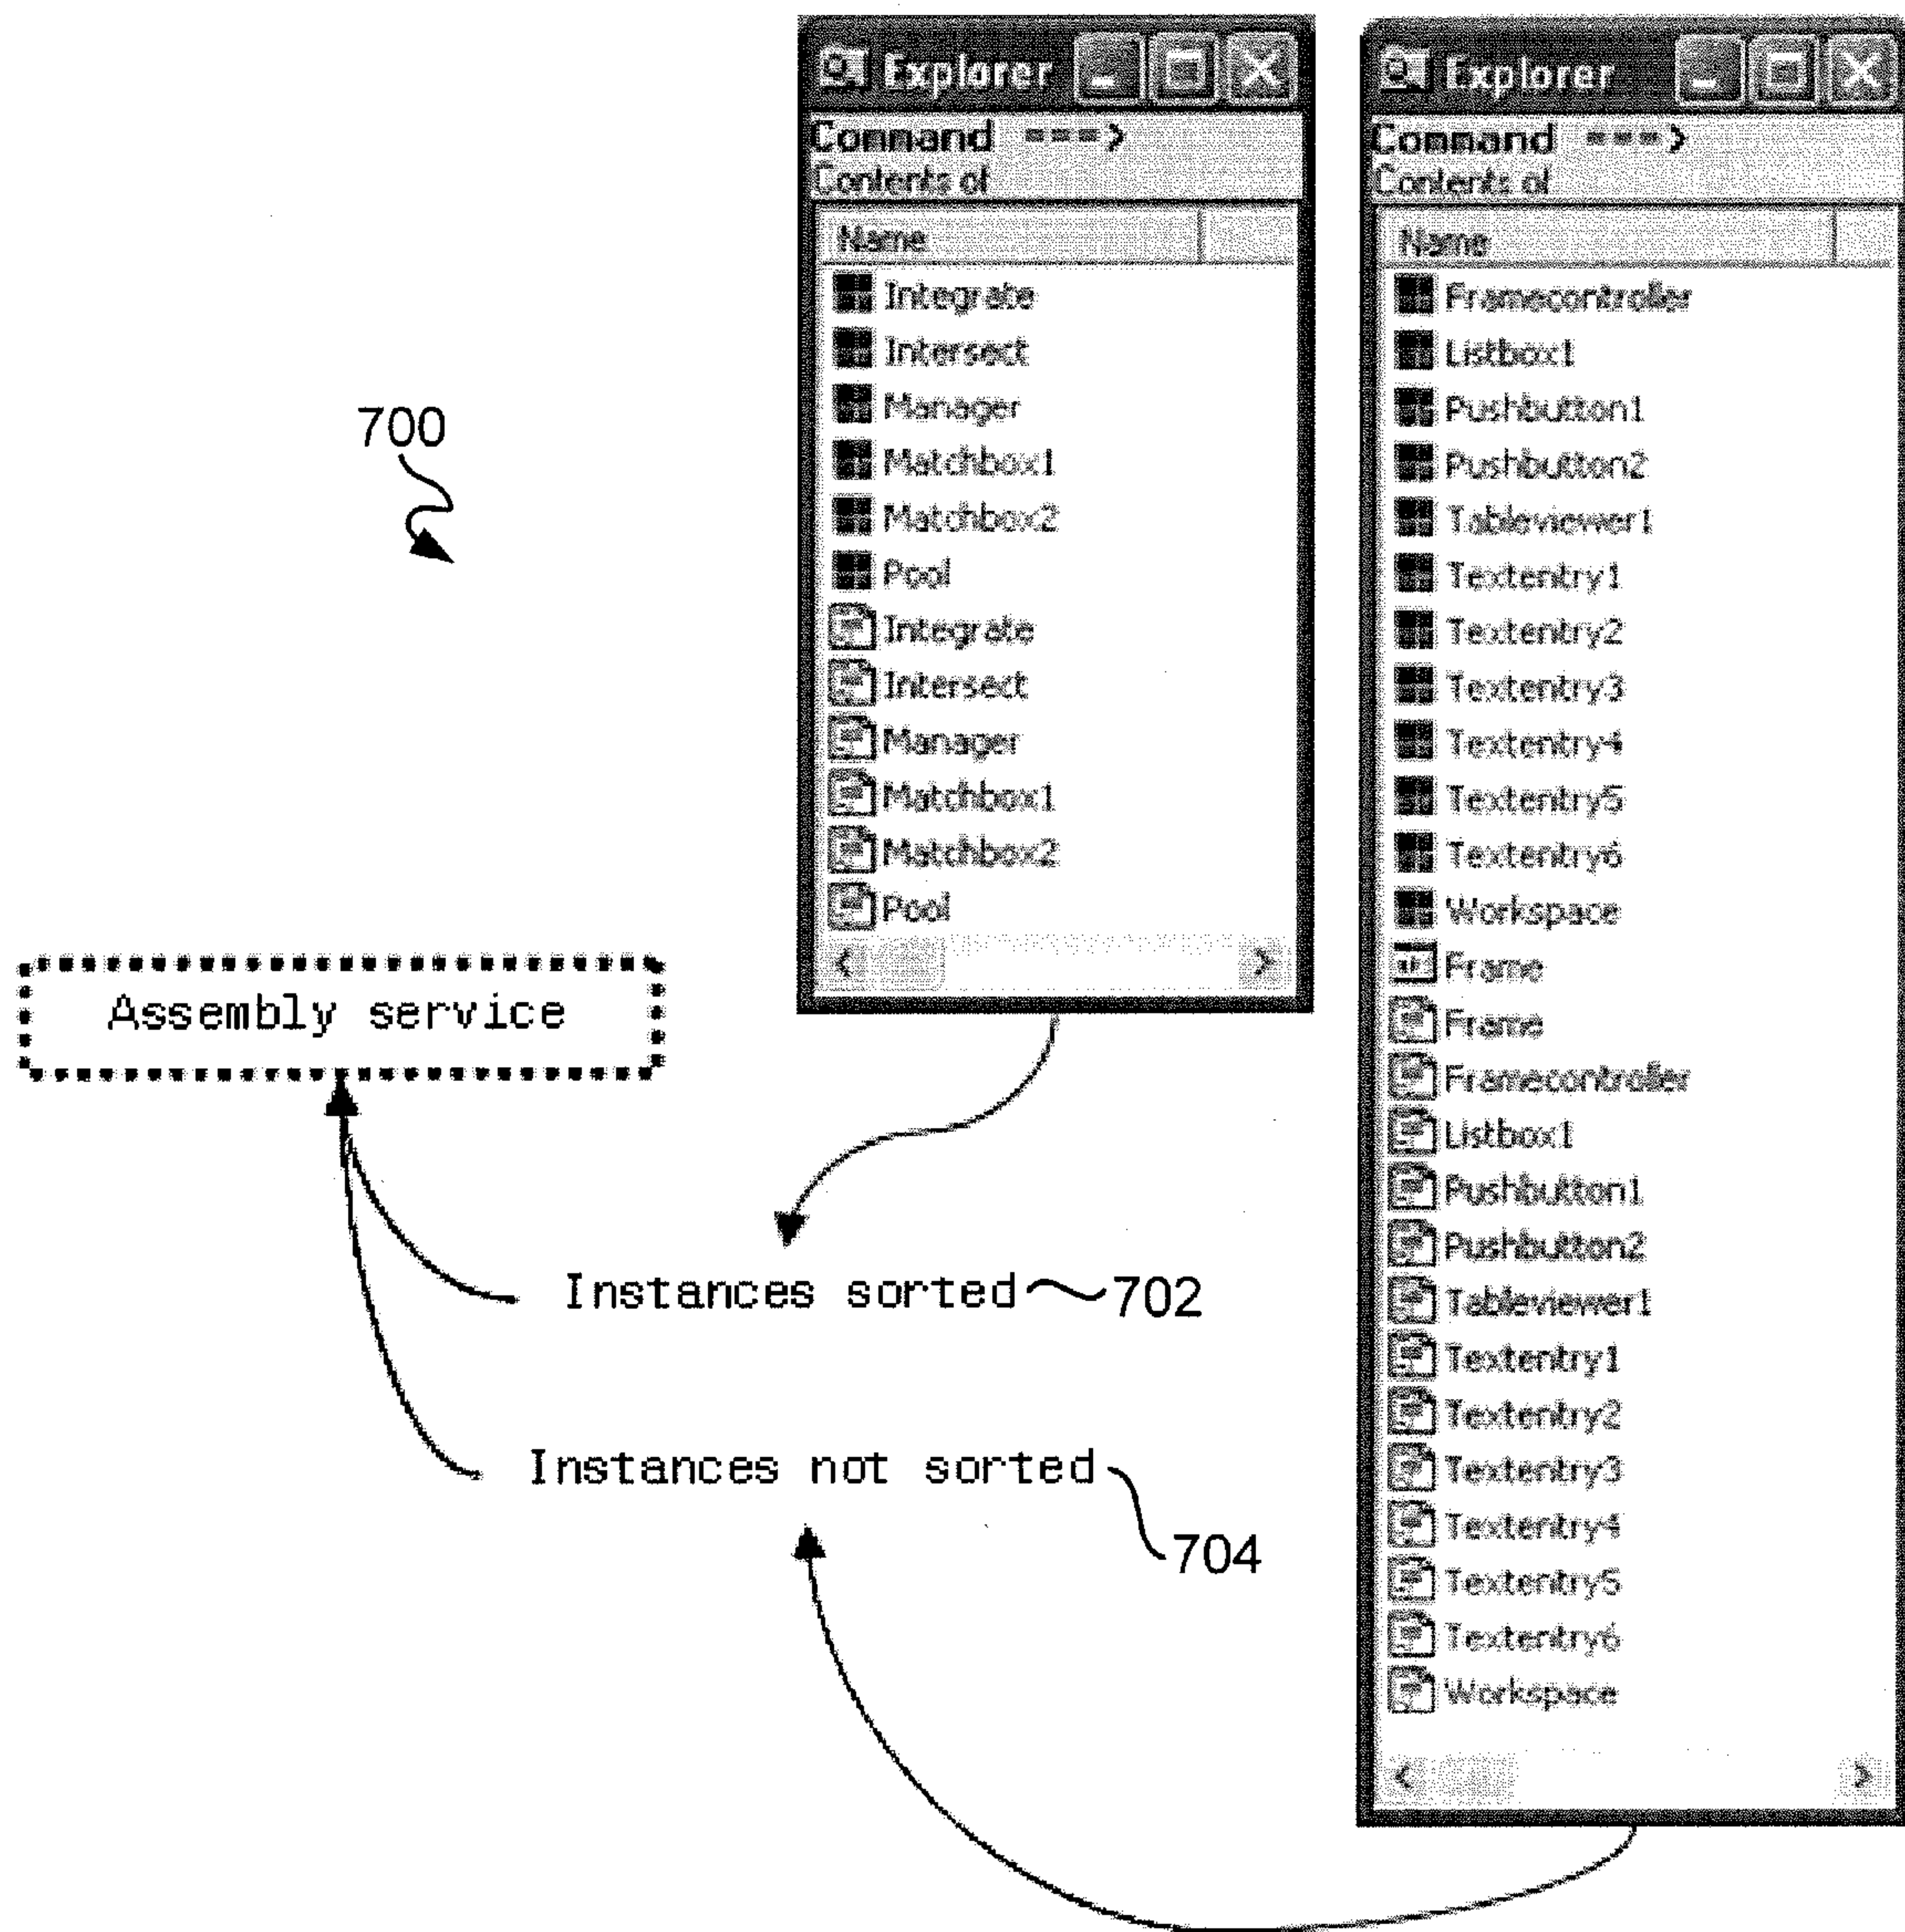 Explorer
Command ===>
Contents of
Name
Integrate
Intersect
Manager
Matchbox1
Matchbox2
Pool
Integrate
Intersect
Manager
Matchbox1
Matchbox2
Pool
Explorer
Command ===>
Contents of
Name
Framecontroller
Listbox1
Pushbutton1
Pushbutton2
Tableviewer1
Textentry1
Textentry2
Textentry3
Textentry4
Textentry5
Textentry6
Workspace
Frame
Frame
Framecontroller
Listbox1
Pushbutton1
Pushbutton2
Tableviewer1
Textentry1
Textentry2
Textentry3
Textentry4
Textentry5
Textentry6
Workspace
700
Assembly service
Instances sorted 702
Instances not sorted
704